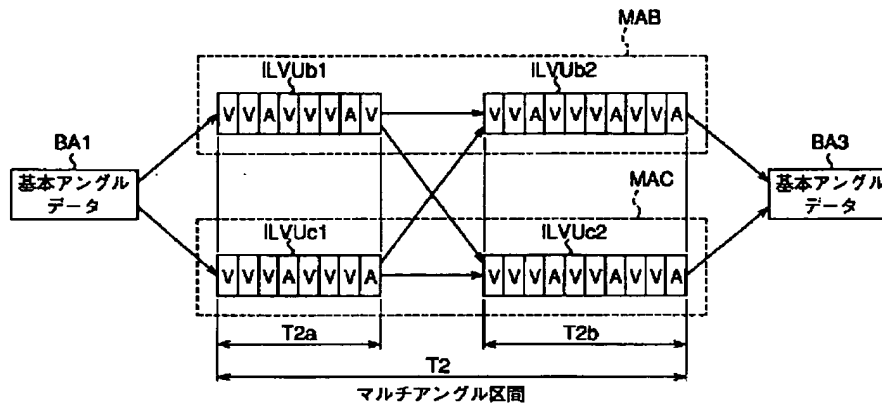 MAB
ILVUb1
ILVUb2
V V A V V V A V
V V A V V V A V V A
BA1
基本アングル
データ
BA3
基本アングル
データ
MAC
ILVUc1
ILVUc2
V V V A V V V A
V V V A V V A V V A
T2a
T2b
T2
マルチアングル区間